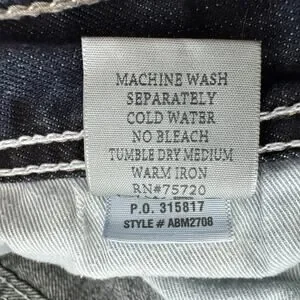 MACHINE WASH
SEPARATELY
COLD WATER
NO BLEACH
TUMBLE DRY MEDIUM
WARM IRON
RN#75720
P.O. 315817
STYLE # ABM2708